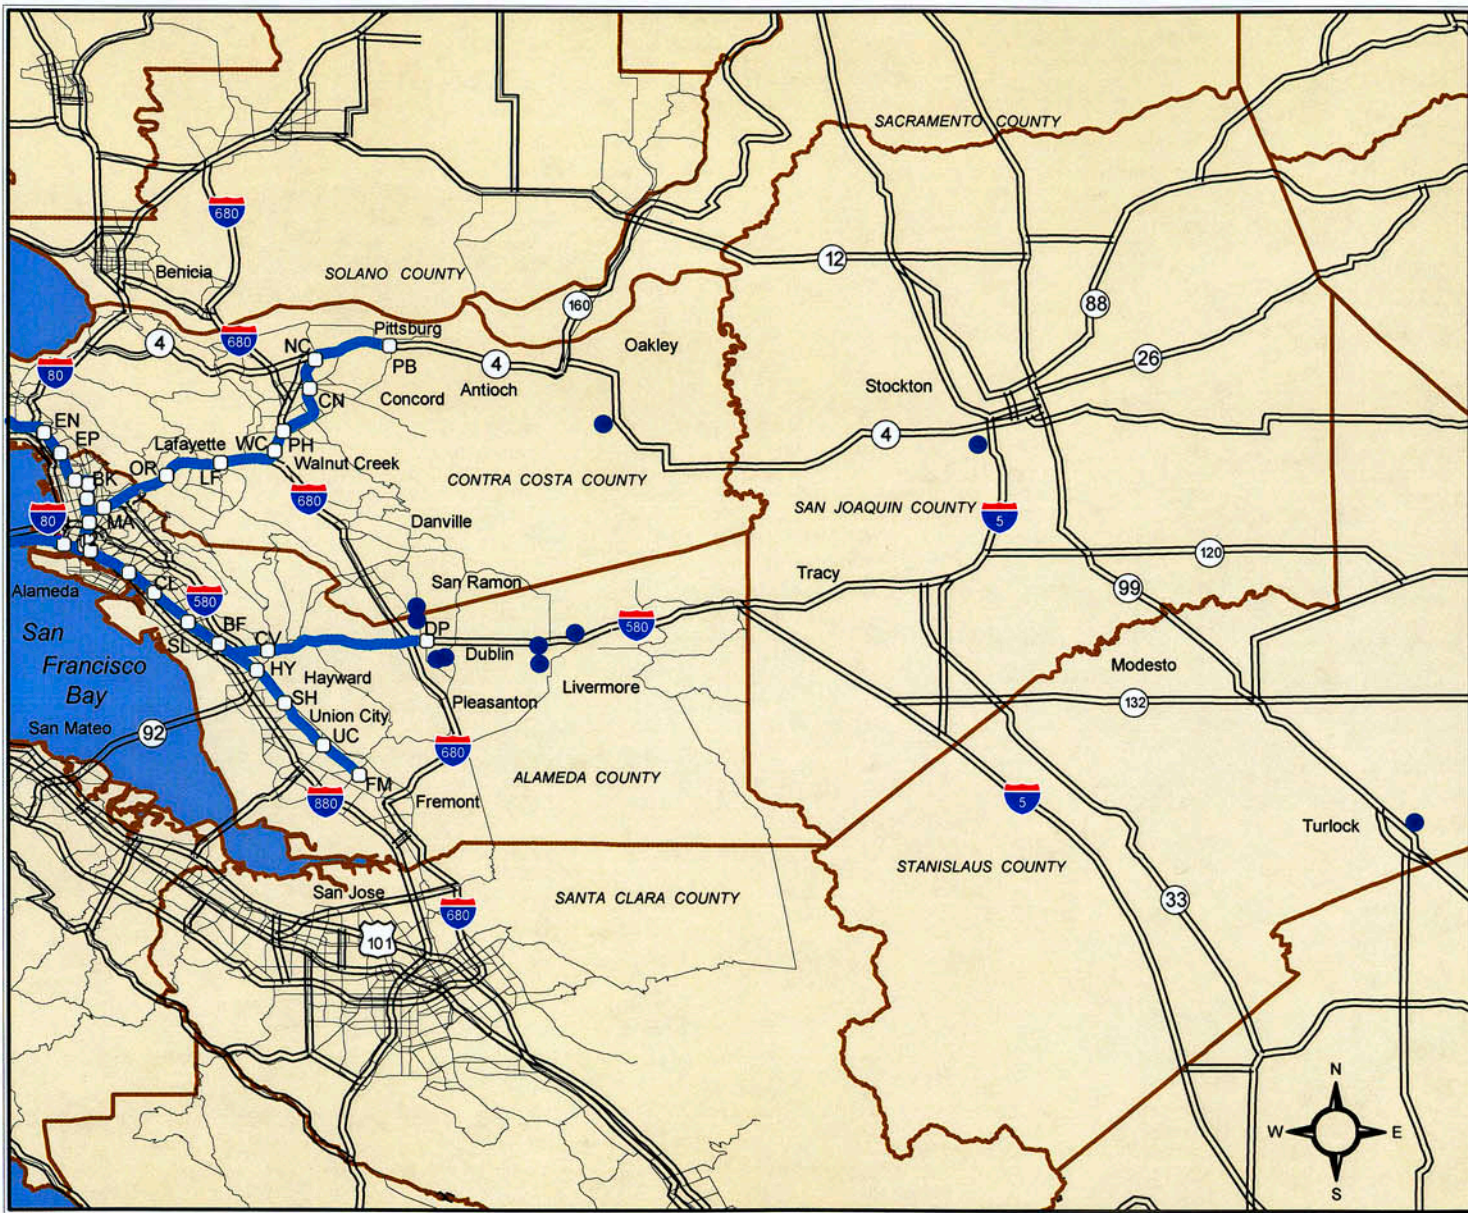 SACRAMENTO COUNTY
680
Benicia
SOLANO COUNTY
12
160
88
680
4
Pittsburg
NC
Oakley
80
PB
4
26
Antioch
Stockton
CN
Concord
EN
EP
Lafayette
WC
PH
4
OR
LF
Walnut Creek
BK
CONTRA COSTA COUNTY
680
SAN JOAQUIN COUNTY
80
MA
Danville
5
120
Tracy
San Ramon
99
Alameda
580
San
Francisco
Bay
BF
SL
CV
DP
580
Dublin
HY
Hayward
Modesto
Livermore
SH
Pleasanton
132
San Mateo
92
Union City
UC
680
FM
ALAMEDA COUNTY
880
Fremont
5
Turlock
STANISLAUS COUNTY
San Jose
SANTA CLARA COUNTY
33
680
101
N
W
E
S